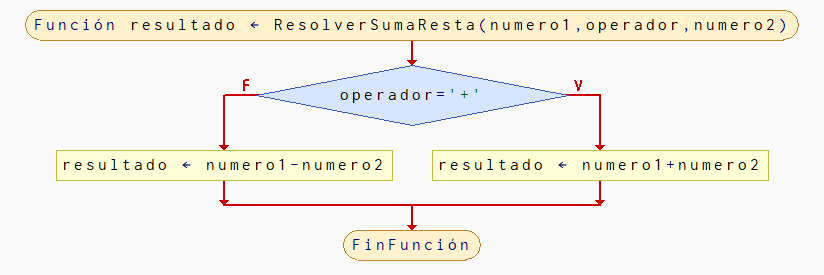 Función resultado ← ResolverSumaResta(numero1,operador,numero2)
F
V
operador='+'
resultado ← numero1-numero2
resultado ← numero1+numero2
FinFunción